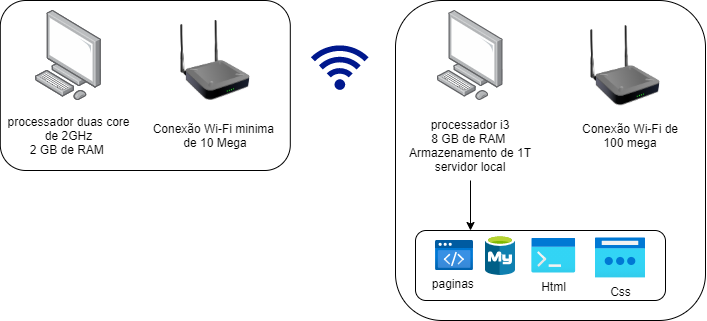 processador duas core
de 2GHz
2 GB de RAM
Conexão Wi-Fi minima
de 10 Mega
processador i3
8 GB de RAM
Armazenamento de 1T
servidor local
Conexão Wi-Fi de
100 mega
paginas
My
Html
Css